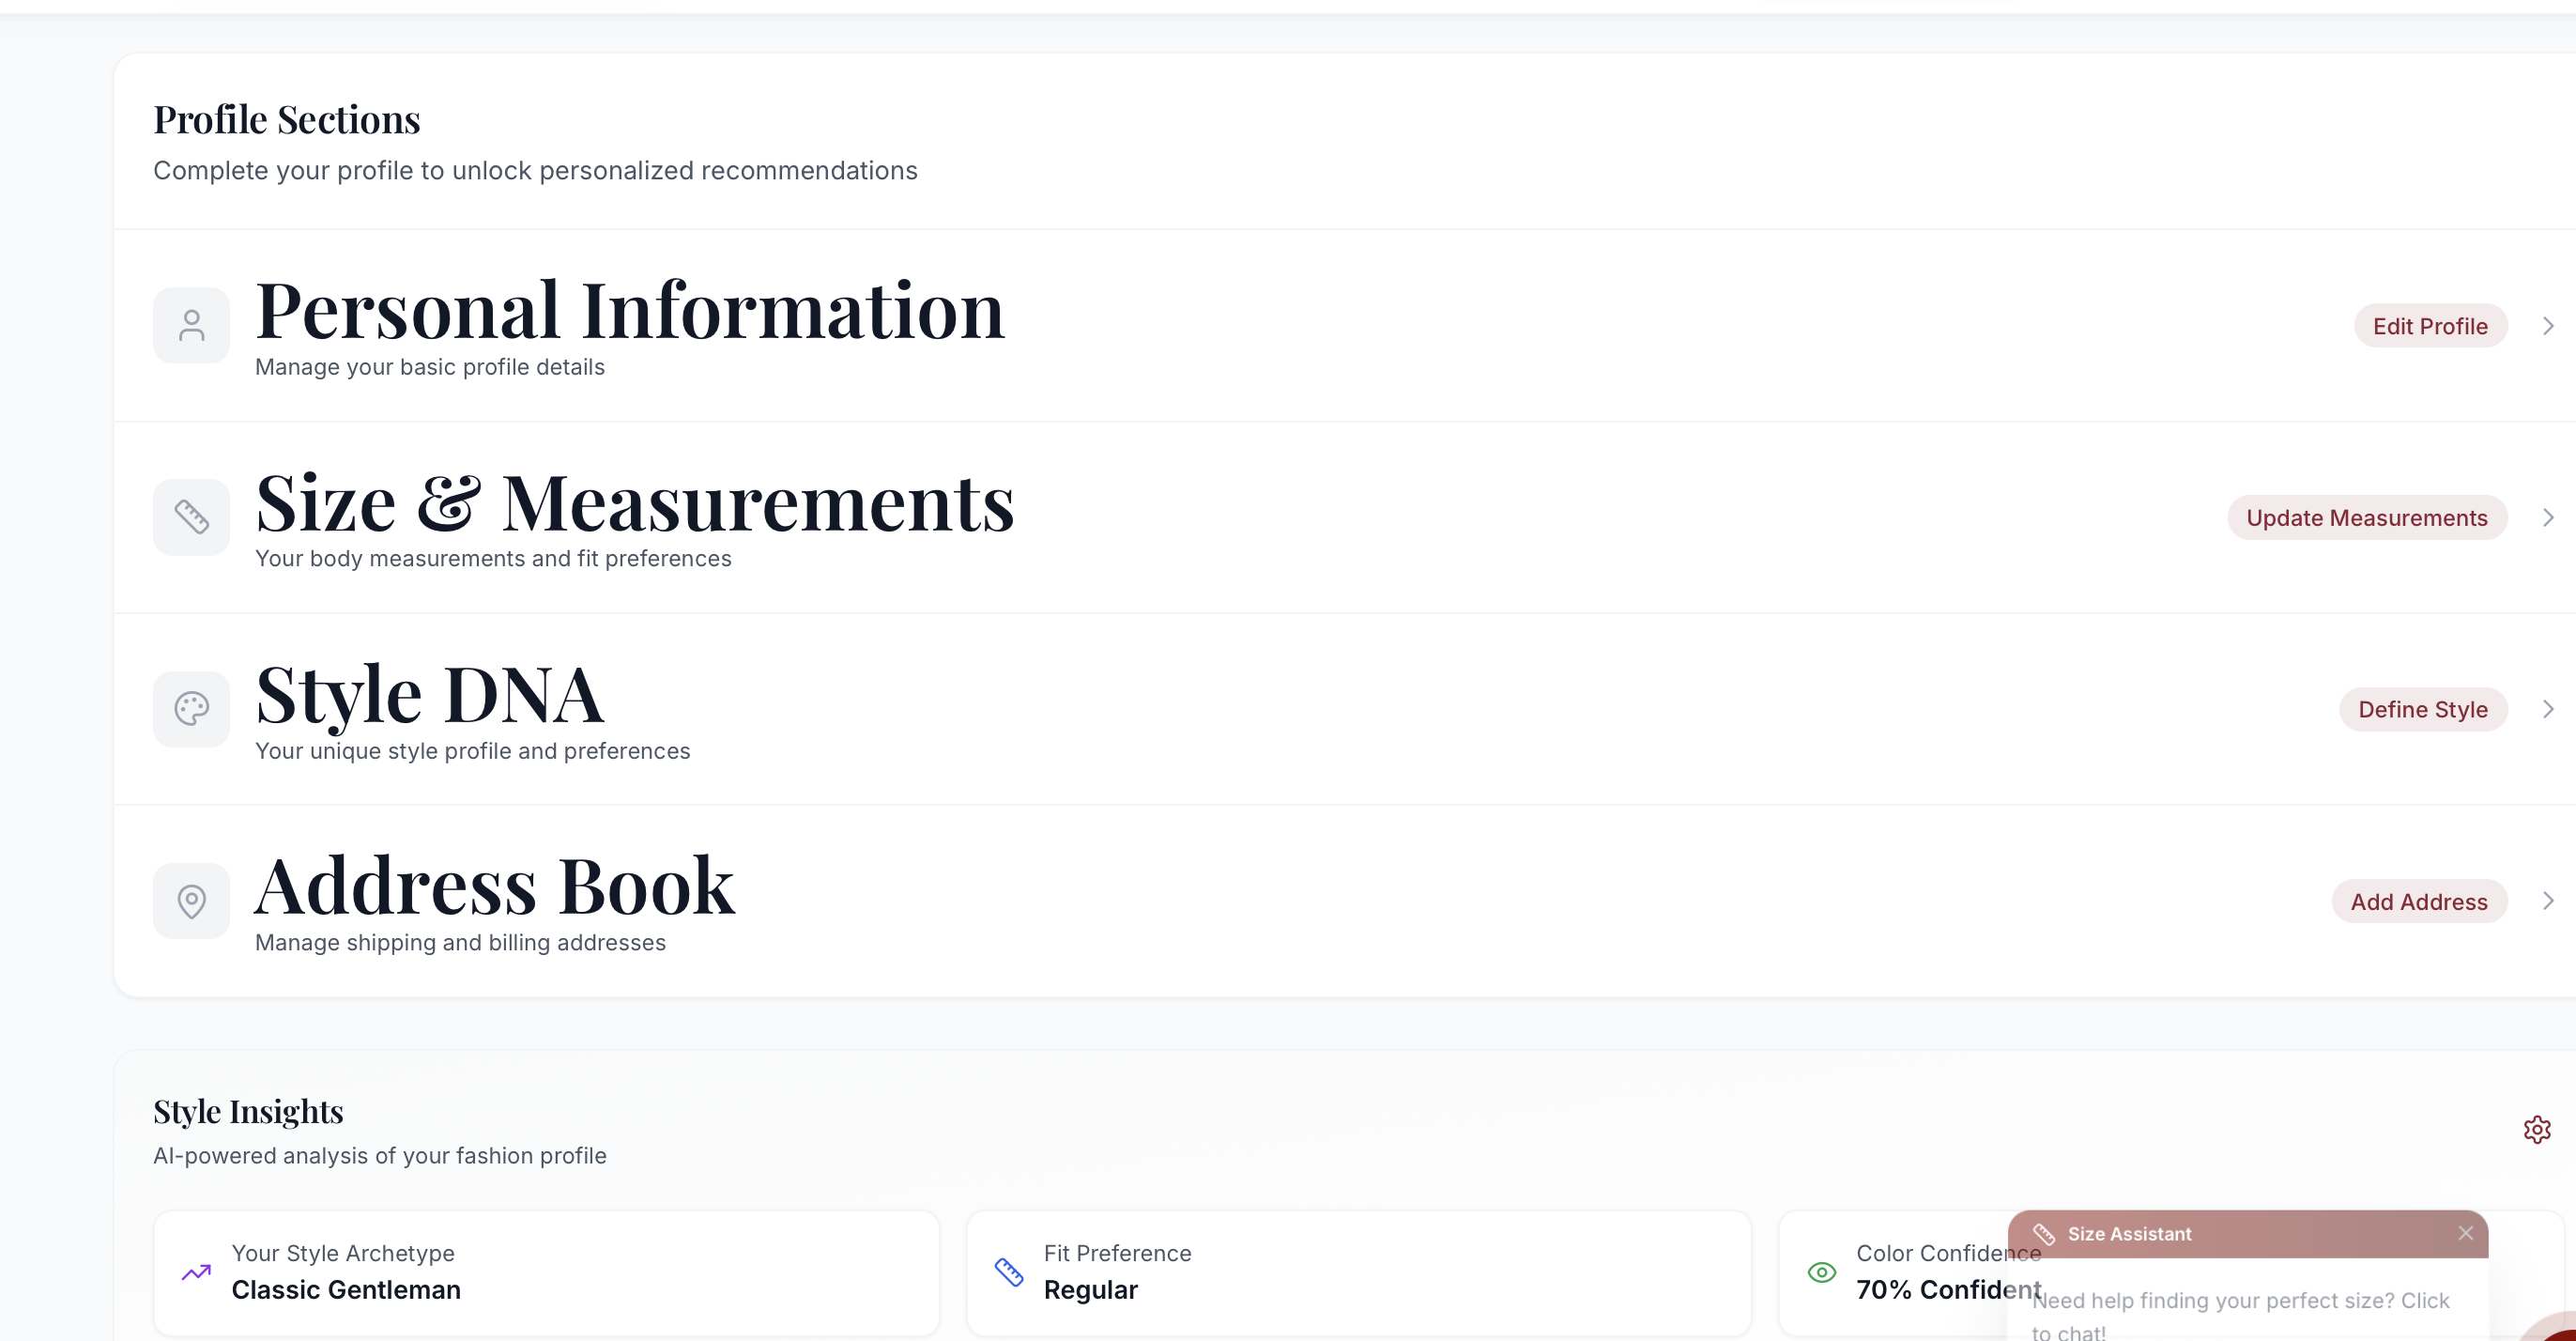 Profile Sections
Complete your profile to unlock personalized recommendations
Personal Information
Manage your basic profile details
Edit Profile
Size & Measurements
Your body measurements and fit preferences
Update Measurements
Style DNA
Your unique style profile and preferences
Define Style
Address Book
Manage shipping and billing addresses
Add Address
Style Insights
AI-powered analysis of your fashion profile
Your Style Archetype
Classic Gentleman
Fit Preference
Regular
Color Confidence
70% Confident
Size Assistant
Need help finding your perfect size? Click
to chat!